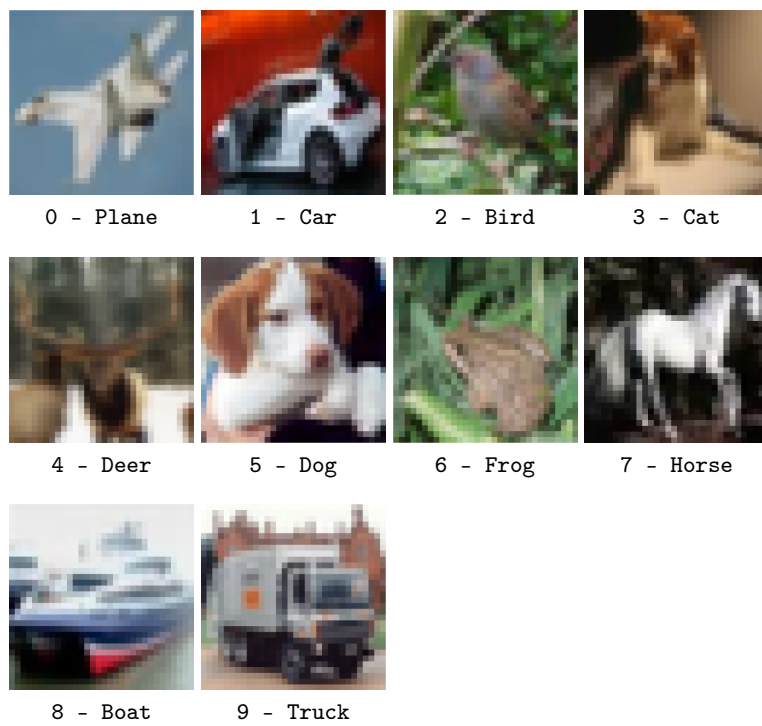 0 - Plane
1 - Car
2 - Bird
3 - Cat
4 - Deer
5 - Dog
6 - Frog
7 - Horse
8 - Boat
9 - Truck